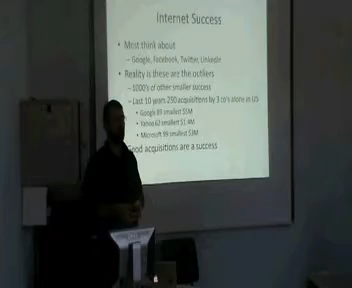 Internet Success
• Most think about
– Google, Facebook, Twitter, LinkedIn
• Reality is these are the outliers
– 1000's of other smaller success
– Last 10 years 250 acquisitions by 3 co's alone in US
• Google 89 smallest $5M
• Yahoo 62 smallest $1.4M
• Microsoft 99 smallest $3M
Good acquisitions are a success